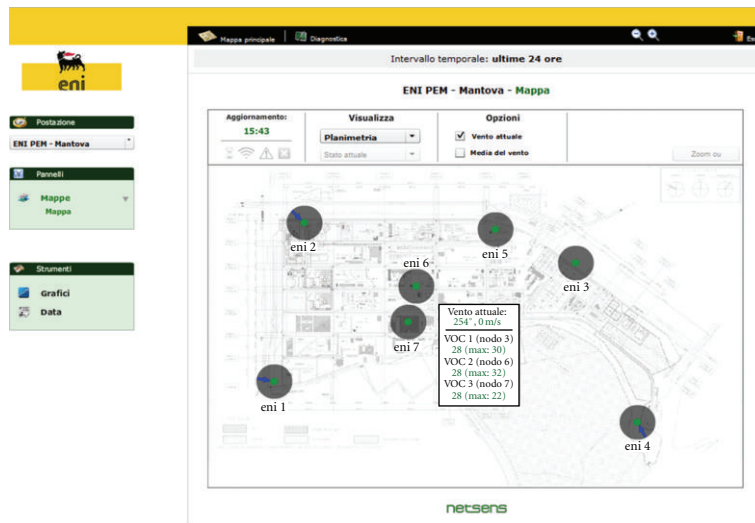 Mappa principale
Diagnostica
Intervallo temporale: ultime 24 ore
eni
ENI PEM - Mantova - Mappa
Postazione
ENI PEM - Mantova
Pannelli
Mappe
Mappa
Strumenti
Grafici
Data
Aggiornamento:
15:43
Visualizza
Planimetria
Stato attuale
Opzioni
Vento attuale
Media del vento
Zoom ou
eni 2
eni 5
eni 6
eni 3
eni 7
eni 1
eni 4
Vento attuale:
254°, 0 m/s
VOC 1 (nodo 3)
28 (max: 30)
VOC 2 (nodo 6)
28 (max: 32)
VOC 3 (nodo 7)
28 (max: 22)
netsens